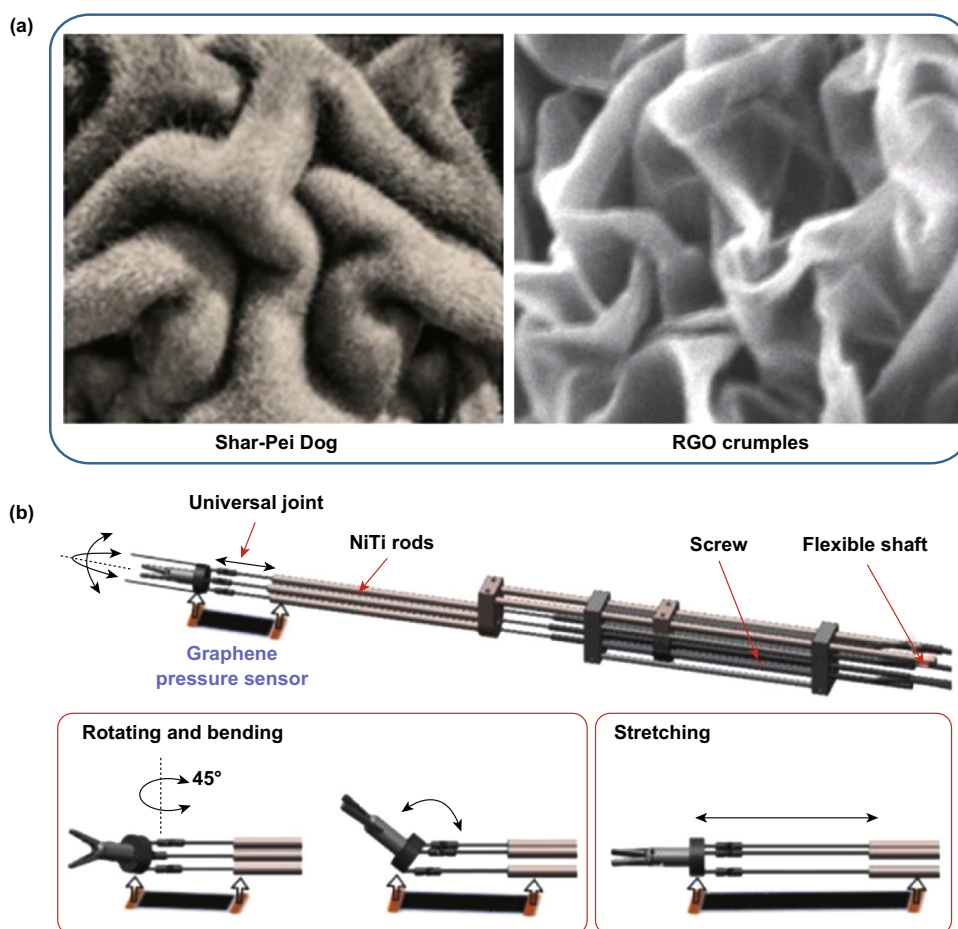 (a)
Shar-Pei Dog
RGO crumples
(b)
Universal joint
NiTi rods
Screw
Flexible shaft
Graphene
pressure sensor
Rotating and bending
45°
Stretching